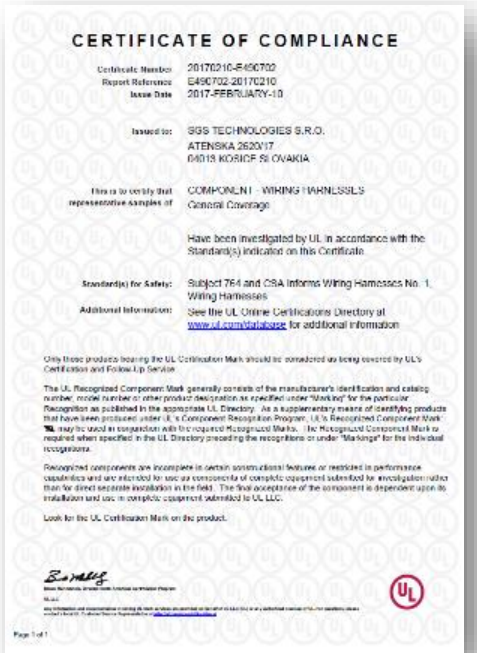 CERTIFICATE OF COMPLIANCE
Certificate Number 20170210-E490702
Report Reference E490702-20170210
Issue Date 2017-FEBRUARY-10
Issued to: SGS TECHNOLOGIES S.R.O.
ATENSKA 2620/17
04013 KOSICE SLOVAKIA
This is to certify that COMPONENT - WIRING HARNESSES
representative samples of General Coverage
Have been investigated by UL in accordance with the
Standard(s) indicated on this Certificate.
Standard(s) for Safety: Subject 764 and CSA Informs Wiring Harnesses No. 1,
Wiring Harnesses
Additional Information: See the UL Online Certifications Directory at
www.ul.com/database for additional information
Only those products bearing the UL Certification Mark should be considered as being covered by UL's
Certification and Follow-Up Service.
The UL Recognized Component Mark generally consists of the manufacturer's identification and catalog
number, model number or other product designation as specified under "Marking" for the particular
Recognition as published in the appropriate UL Directory. As a supplementary means of identifying products
that have been produced under UL's Component Recognition Program, UL's Recognized Component Mark:
may be used in conjunction with the required Recognized Marks. The Recognized Component Mark is
required when specified in the UL Directory preceding the recognitions or under "Markings" for the individual
recognitions.
Recognized components are incomplete in certain constructional features or restricted in performance
capabilities and are intended for use as components of complete equipment submitted for investigation rather
than for direct separate installation in the field. The final acceptance of the component is dependent upon its
installation and use in complete equipment submitted to UL LLC.
Look for the UL Certification Mark on the product.
UL
Page 1 of 1